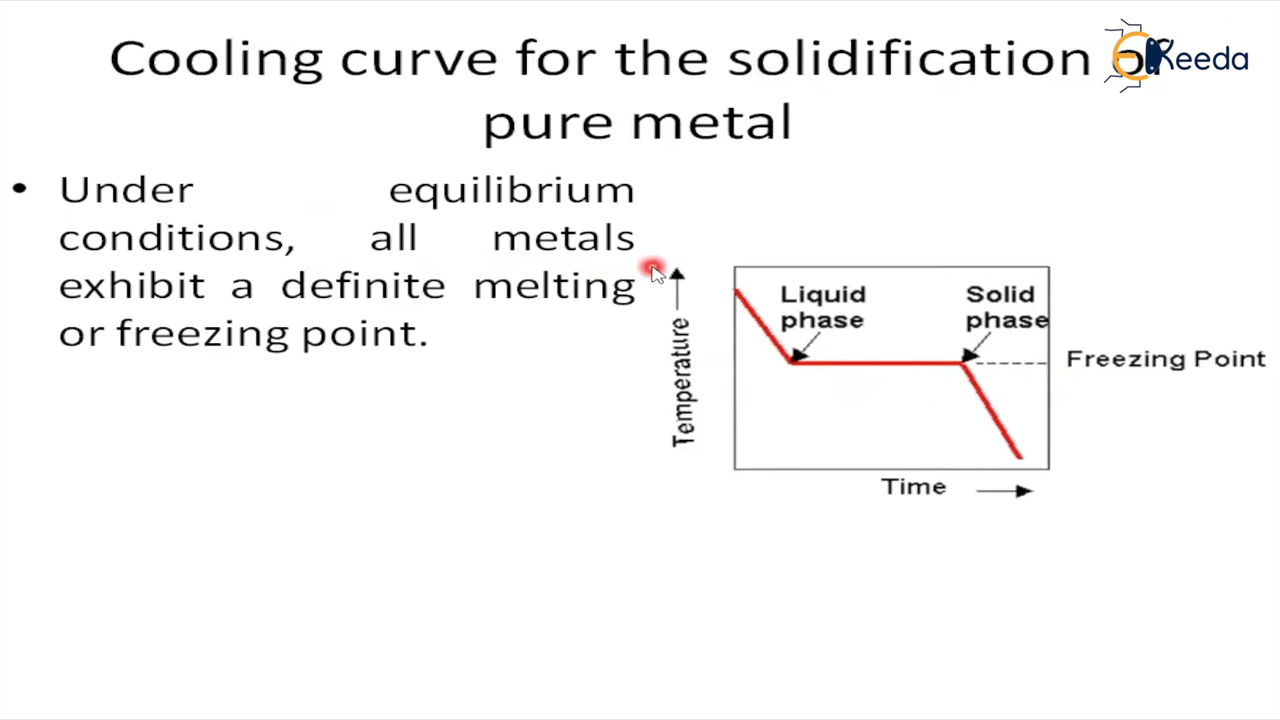 Cooling curve for the solidification of
pure metal
Keeda
• Under equilibrium
conditions, all metals
exhibit a definite melting
or freezing point.
Liquid
phase
Solid
phase
Temperature
Freezing Point
Time